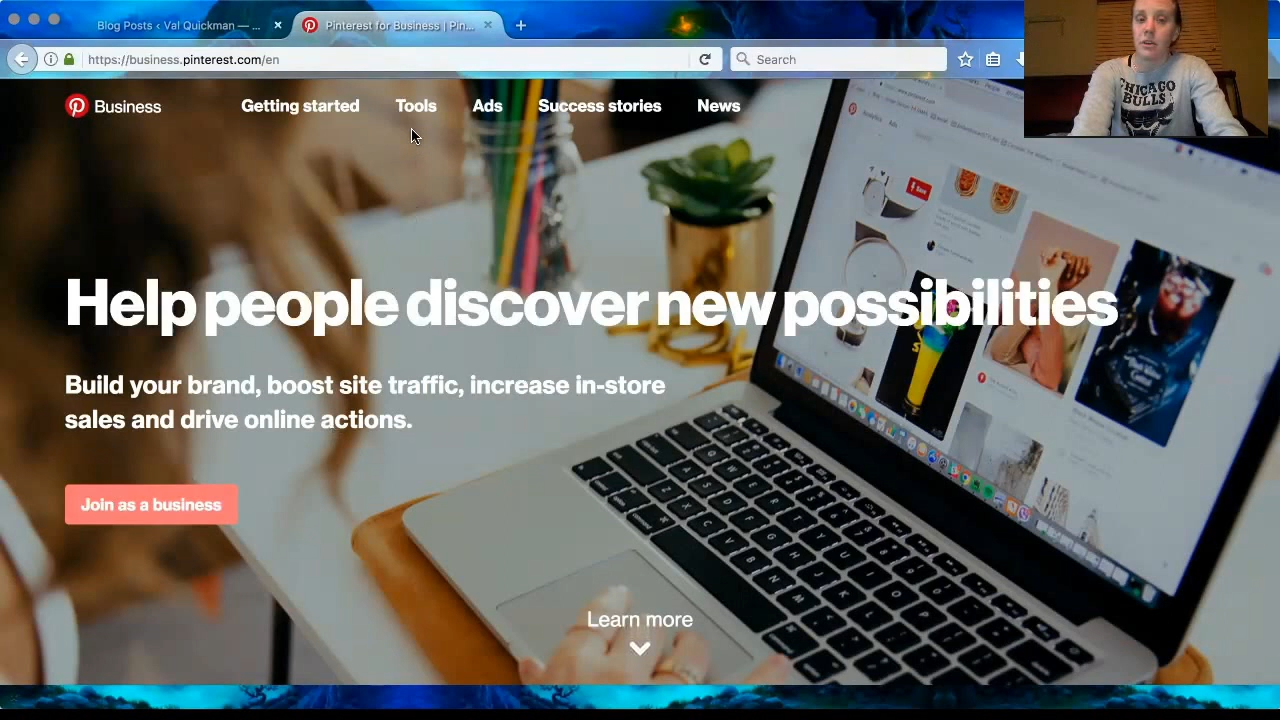 Blog Posts ‹ Val Quickman — ...
Pinterest for Business | Pin...
https://business.pinterest.com/en
Search
Business
Getting started
Tools
Ads
Success stories
News
CHICAGO
BULLS
Save
Help people discover new possibilities
Build your brand, boost site traffic, increase in-store
sales and drive online actions.
Join as a business
Learn more